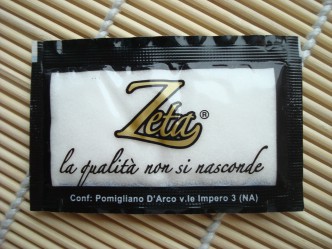 Zeta®
la qualità non si nasconde
Conf: Pomigliano D'Arco v.le Impero 3 (NA)